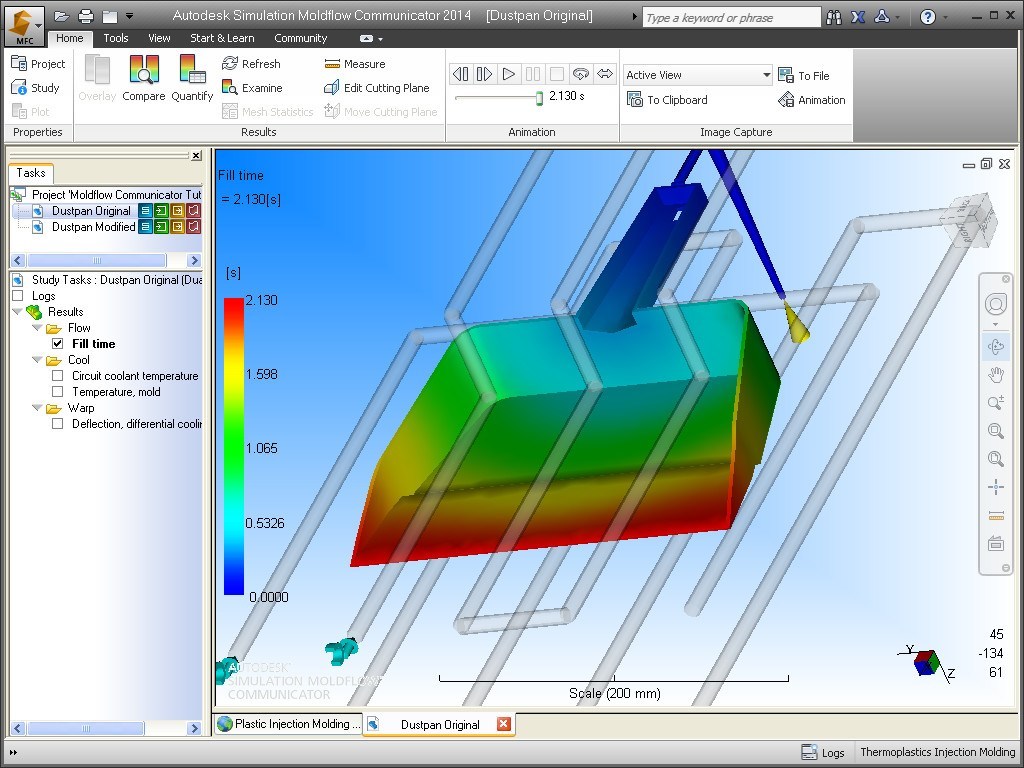 Autodesk Simulation Moldflow Communicator 2014 [Dustpan Original]
Type a keyword or phrase
MFC
Home Tools View Start & Learn Community
Project
Study
Plot
Properties
Overlay Compare Quantify
Refresh
Examine
Mesh Statistics
Measure
Edit Cutting Plane
Move Cutting Plane
Results
2.130 s
Animation
Active View
To Clipboard
To File
Animation
Image Capture
Tasks
Project 'Moldflow Communicator Tut
Dustpan Original
Dustpan Modified
Study Tasks : Dustpan Original (Dus
Logs
Results
Flow
Fill time
Cool
Circuit coolant temperature
Temperature, mold
Warp
Deflection, differential coolin
Fill time
= 2.130[s]
[s]
2.130
1.598
1.065
0.5326
0.0000
AUTODESK
SIMULATION MOLDFLOW
COMMUNICATOR
Scale (200 mm)
Y
Z
45
-134
61
Plastic Injection Molding ...
Dustpan Original
Logs
Thermoplastics Injection Molding